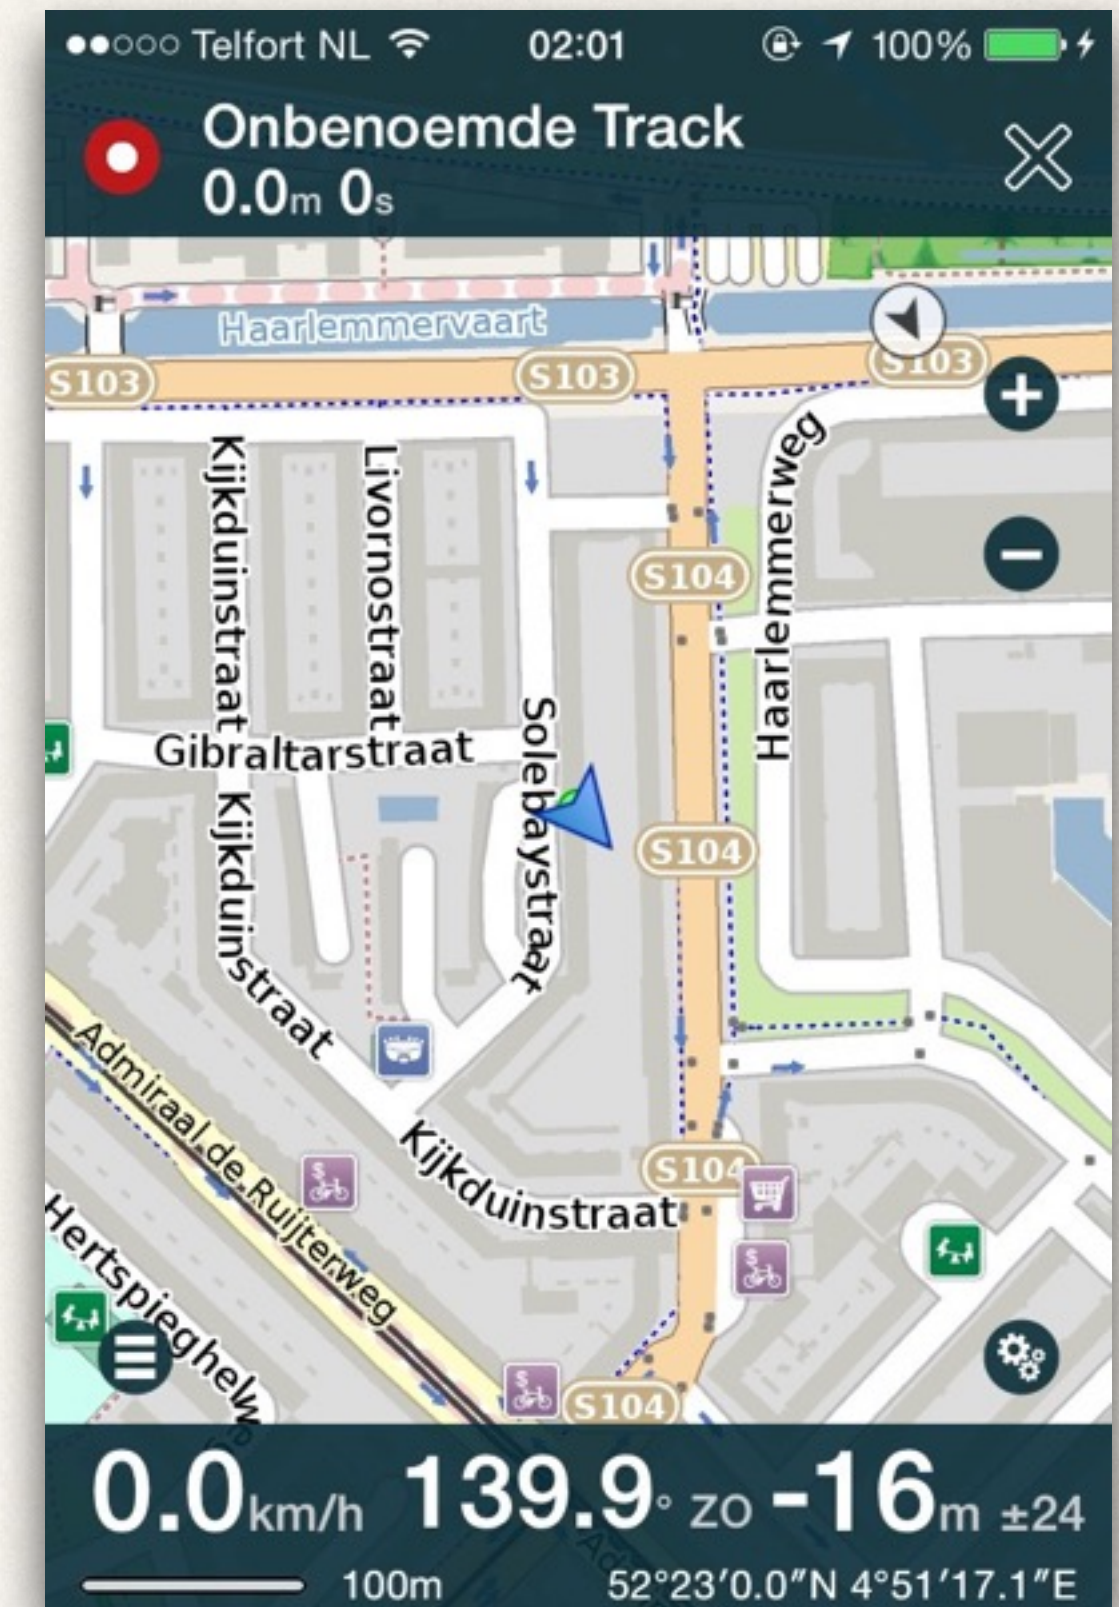 Telfort NL 02:01 100%
Onbenoemde Track
0.0m 0s
Haarlemmervaart
S103 S103 S103
Kijkduinstraat
Livornostraat
Haarlemmerweg
S104
Gibraltarstraat
Solebaystraat
Kijkduinstraat
S104
Admiraal de Ruijterweg
Kijkduinstraat
S104
S
S
Hertspieghelw
S
S104
0.0km/h 139.9° ZO -16m ±24
100m 52°23′0.0″N 4°51′17.1″E